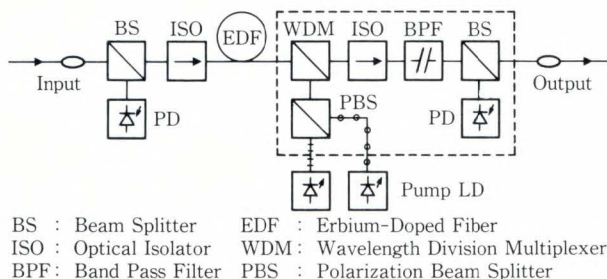 BS ISO EDF WDM ISO BPF BS
Input Output
PD PBS PD
Pump LD
BS : Beam Splitter EDF : Erbium-Doped Fiber
ISO : Optical Isolator WDM : Wavelength Division Multiplexer
BPF : Band Pass Filter PBS : Polarization Beam Splitter